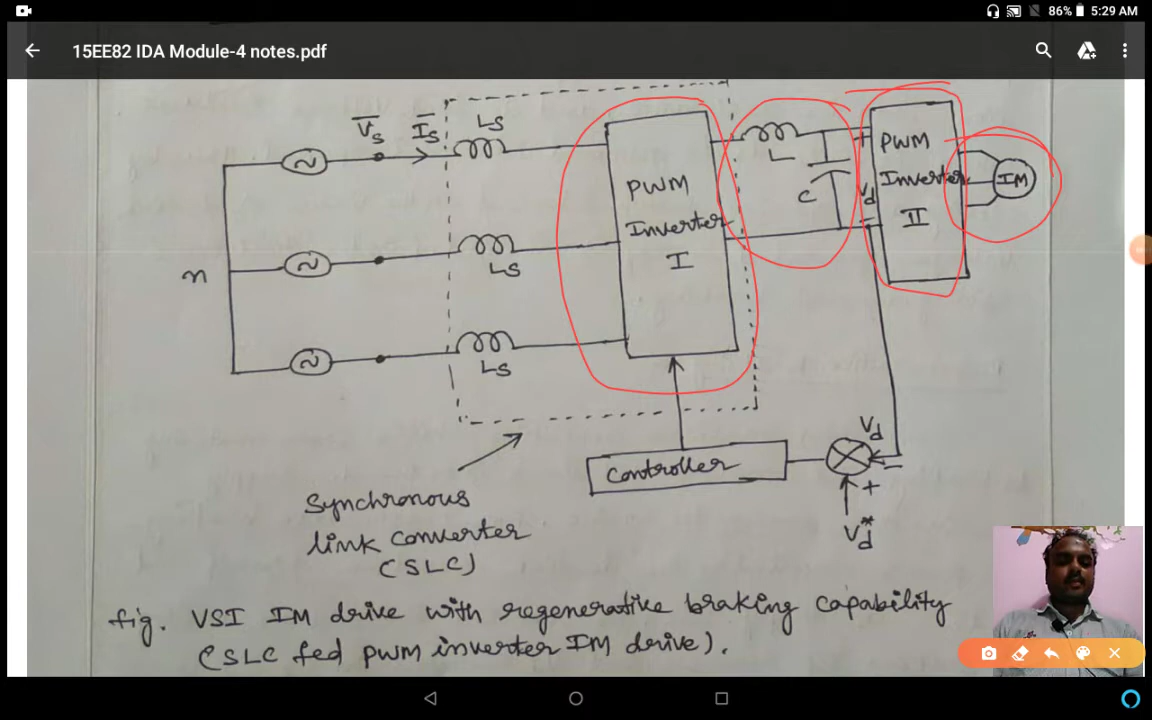 86% 5:29 AM
15EE82 IDA Module-4 notes.pdf
V̅s I̅s Ls
PWM
Inverter
I
L
C
+
Vd
−
PWM
Inverter
II
IM
n
Ls
Ls
Controller
Vd
−
+
Vd*
Synchronous
link converter
(SLC)
fig. VSI IM drive with regenerative braking capability
(SLC fed PWM inverter IM drive).